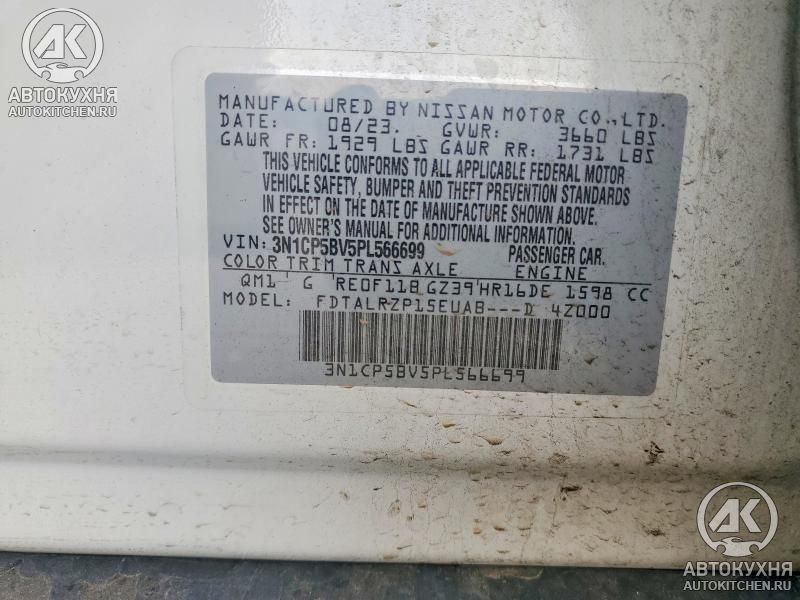 АК
АВТОКУХНЯ
AUTOKITCHEN.RU
MANUFACTURED BY NISSAN MOTOR CO.,LTD.
DATE: 08/23. GVWR: 3660 LBS
GAWR FR: 1929 LBS GAWR RR: 1731 LBS
THIS VEHICLE CONFORMS TO ALL APPLICABLE FEDERAL MOTOR
VEHICLE SAFETY, BUMPER AND THEFT PREVENTION STANDARDS
IN EFFECT ON THE DATE OF MANUFACTURE SHOWN ABOVE.
SEE OWNER'S MANUAL FOR ADDITIONAL INFORMATION.
VIN: 3N1CP5BV5PL566699 PASSENGER CAR.
COLOR TRIM TRANS AXLE ENGINE
QM1 G RE0F11B GZ39 HR16DE 1598 CC
MODEL: FDTALRZP15EUAB---D 4Z000
3N1CP5BV5PL566699
АК
АВТОКУХНЯ
AUTOKITCHEN.RU